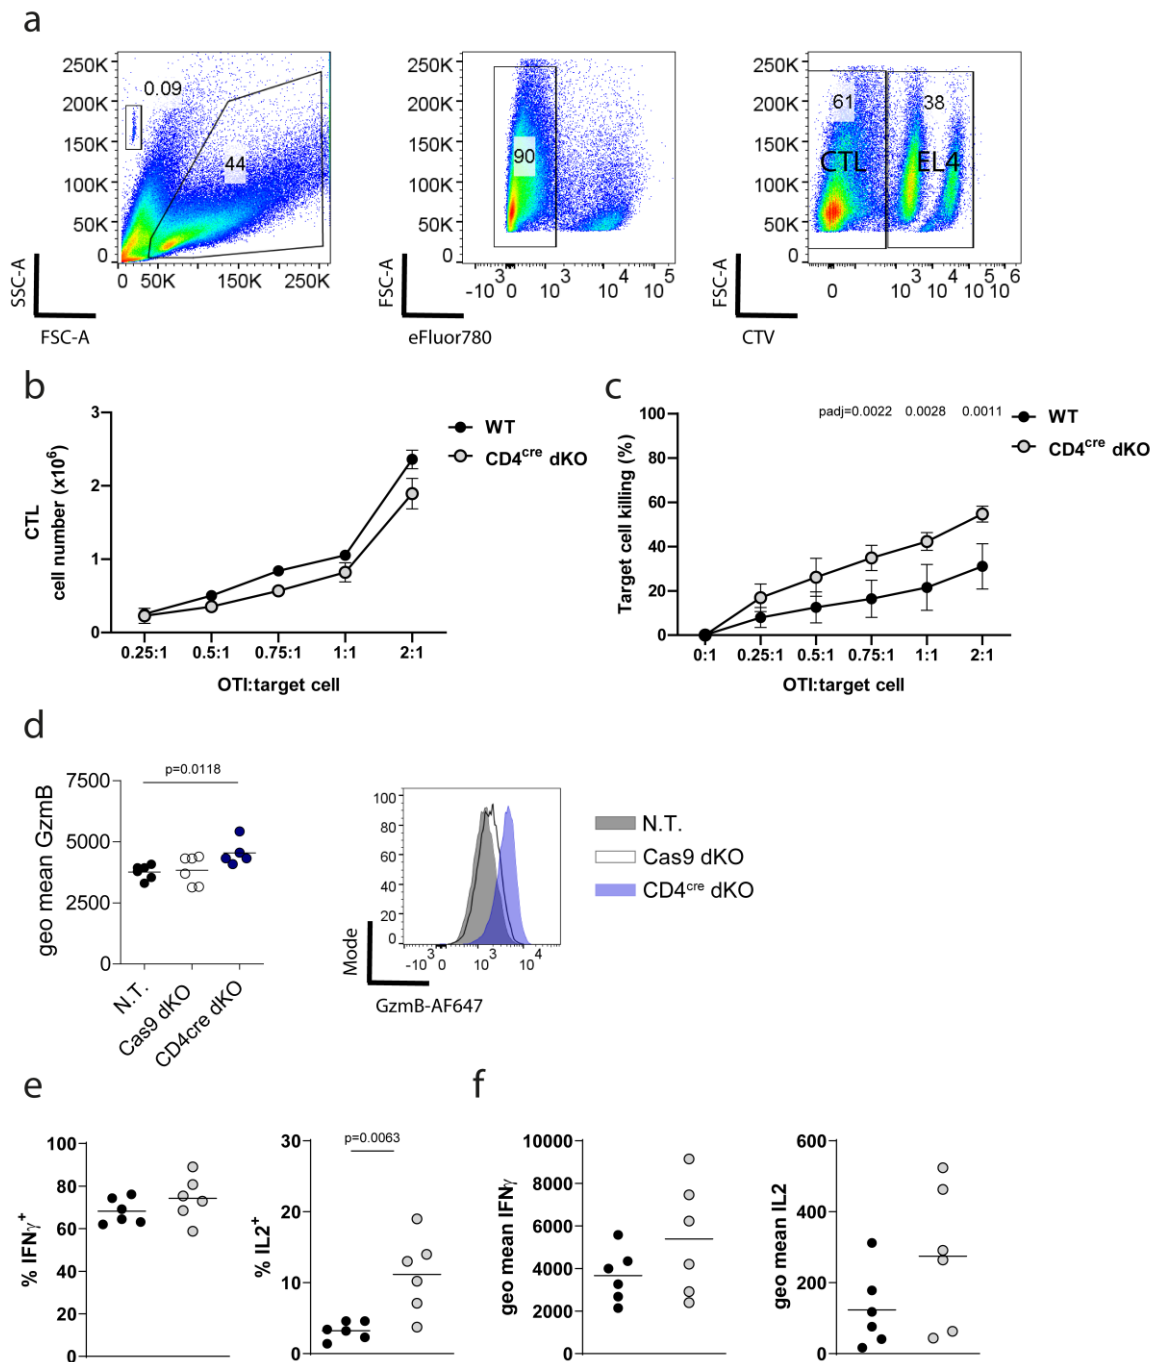 a
250K
200K
150K
100K
50K
0
0.09
44
0 50K 150K 250K
SSC-A
FSC-A
250K
200K
150K
100K
50K
0
90
-10³ 0 10³ 10⁴ 10⁵
FSC-A
eFluor780
250K
200K
150K
100K
50K
0
61
38
CTL
EL4
0 10³ 10⁴ 10⁵ 10⁶
FSC-A
CTV
b
3
2
1
0
CTL
cell number (x10⁶)
0.25:1 0.5:1 0.75:1 1:1 2:1
OTI:target cell
WT
CD4ᶜʳᵉ dKO
c
100
80
60
40
20
0
Target cell killing (%)
padj=0.0022 0.0028 0.0011
0:1 0.25:1 0.5:1 0.75:1 1:1 2:1
OTI:target cell
WT
CD4ᶜʳᵉ dKO
d
7500
5000
2500
0
geo mean GzmB
p=0.0118
N.T.
Cas9 dKO
CD4cre dKO
100
80
60
40
20
0
-10³ 0 10³ 10⁴
Mode
GzmB-AF647
N.T.
Cas9 dKO
CD4ᶜʳᵉ dKO
e
100
80
60
40
20
0
% IFNγ⁺
30
20
10
0
% IL2⁺
p=0.0063
f
10000
8000
6000
4000
2000
0
geo mean IFNγ
600
400
200
0
geo mean IL2